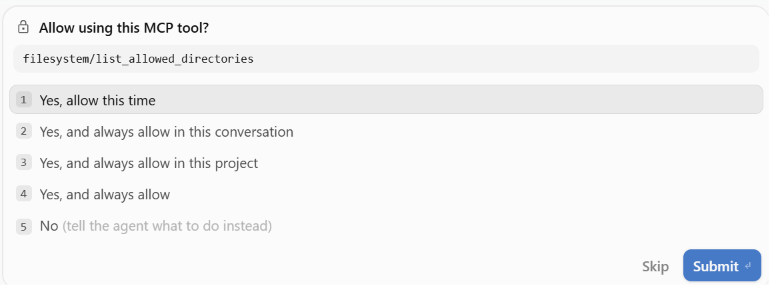 Allow using this MCP tool?
filesystem/list_allowed_directories
1 Yes, allow this time
2 Yes, and always allow in this conversation
3 Yes, and always allow in this project
4 Yes, and always allow
5 No (tell the agent what to do instead)
Skip Submit ⏎